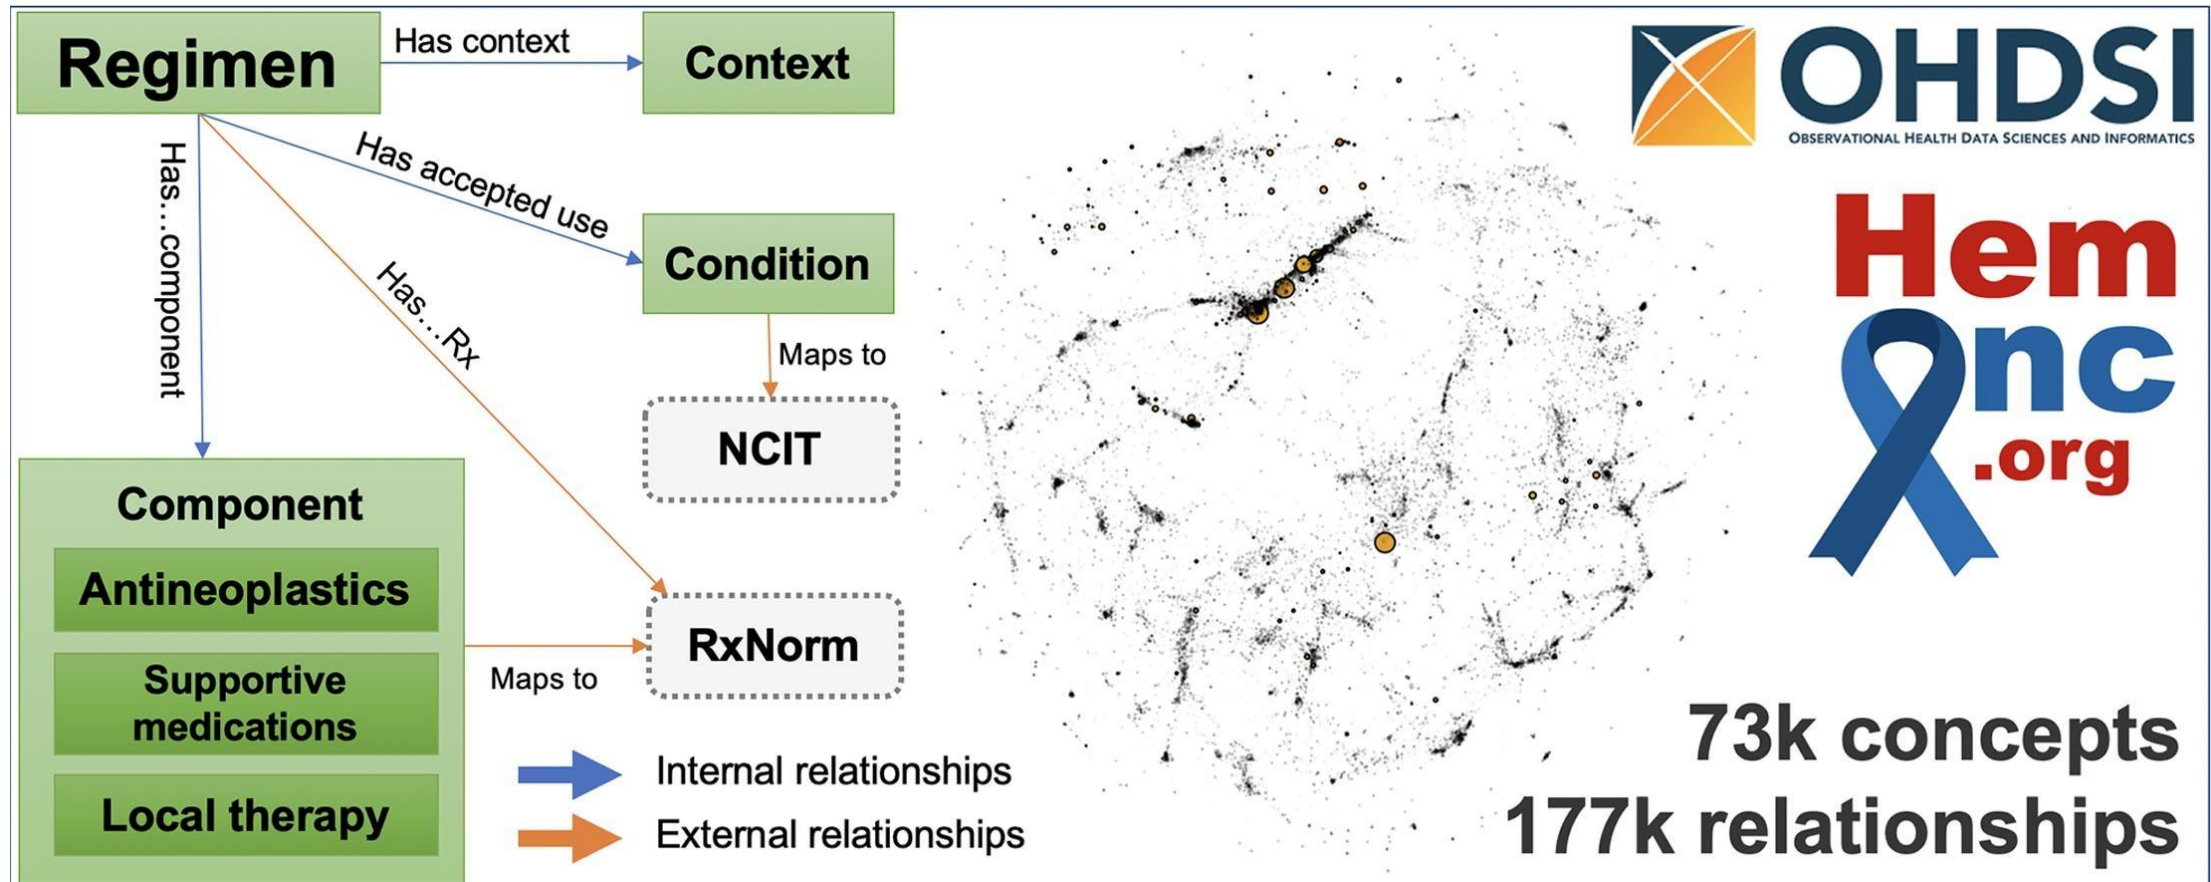 Regimen
Has context
Context
Has accepted use
Has...component
Has...Rx
Condition
Maps to
NCIT
Component
Antineoplastics
Supportive
medications
Local therapy
Maps to
RxNorm
Internal relationships
External relationships
OHDSI
OBSERVATIONAL HEALTH DATA SCIENCES AND INFORMATICS
Hem
Onc
.org
73k concepts
177k relationships